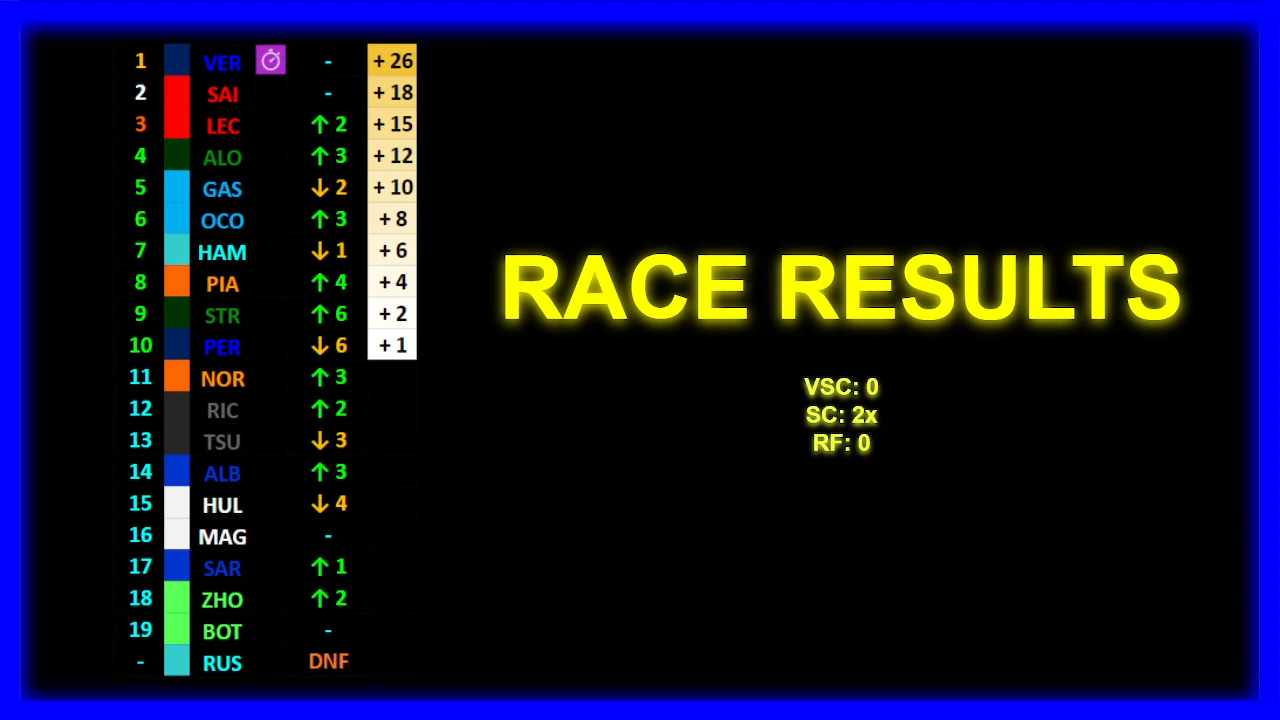 1 VER - + 26
2 SAI - + 18
3 LEC ↑ 2 + 15
4 ALO ↑ 3 + 12
5 GAS ↓ 2 + 10
6 OCO ↑ 3 + 8
7 HAM ↓ 1 + 6
8 PIA ↑ 4 + 4
9 STR ↑ 6 + 2
10 PER ↓ 6 + 1
11 NOR ↑ 3
12 RIC ↑ 2
13 TSU ↓ 3
14 ALB ↑ 3
15 HUL ↓ 4
16 MAG -
17 SAR ↑ 1
18 ZHO ↑ 2
19 BOT -
- RUS DNF
RACE RESULTS
VSC: 0
SC: 2x
RF: 0